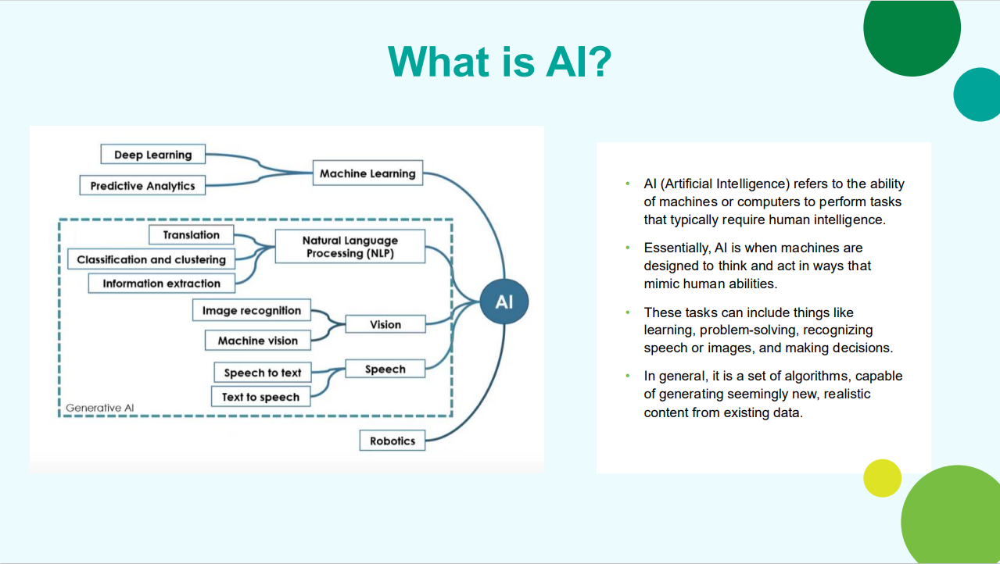 What is AI?
Deep Learning
Predictive Analytics
Machine Learning
Translation
Classification and clustering
Information extraction
Natural Language
Processing (NLP)
Image recognition
Machine vision
Vision
Speech to text
Text to speech
Speech
Generative AI
Robotics
AI
• AI (Artificial Intelligence) refers to the ability
of machines or computers to perform tasks
that typically require human intelligence.
• Essentially, AI is when machines are
designed to think and act in ways that
mimic human abilities.
• These tasks can include things like
learning, problem-solving, recognizing
speech or images, and making decisions.
• In general, it is a set of algorithms, capable
of generating seemingly new, realistic
content from existing data.